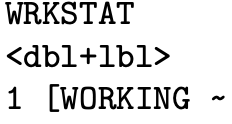 WRKSTAT
<dbl+lbl>
1 [WORKING ~